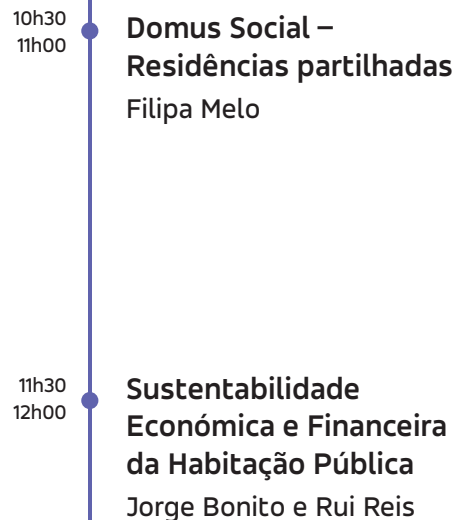 10h30
11h00
Domus Social –
Residências partilhadas
Filipa Melo
11h30
12h00
Sustentabilidade
Económica e Financeira
da Habitação Pública
Jorge Bonito e Rui Reis